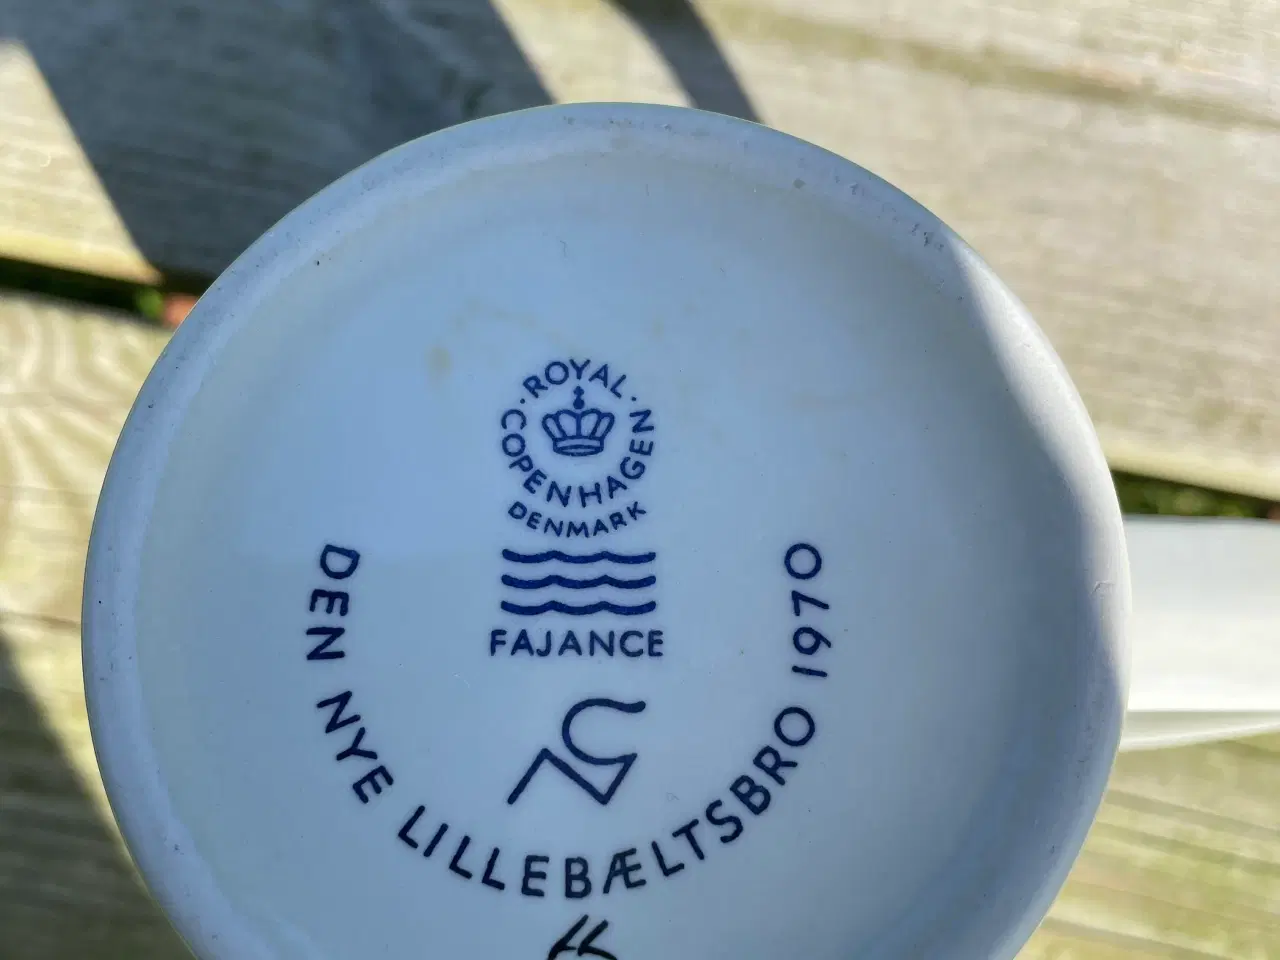 ROYAL
COPENHAGEN
DENMARK
FAJANCE
DEN NYE LILLEBÆLTSBRO 1970